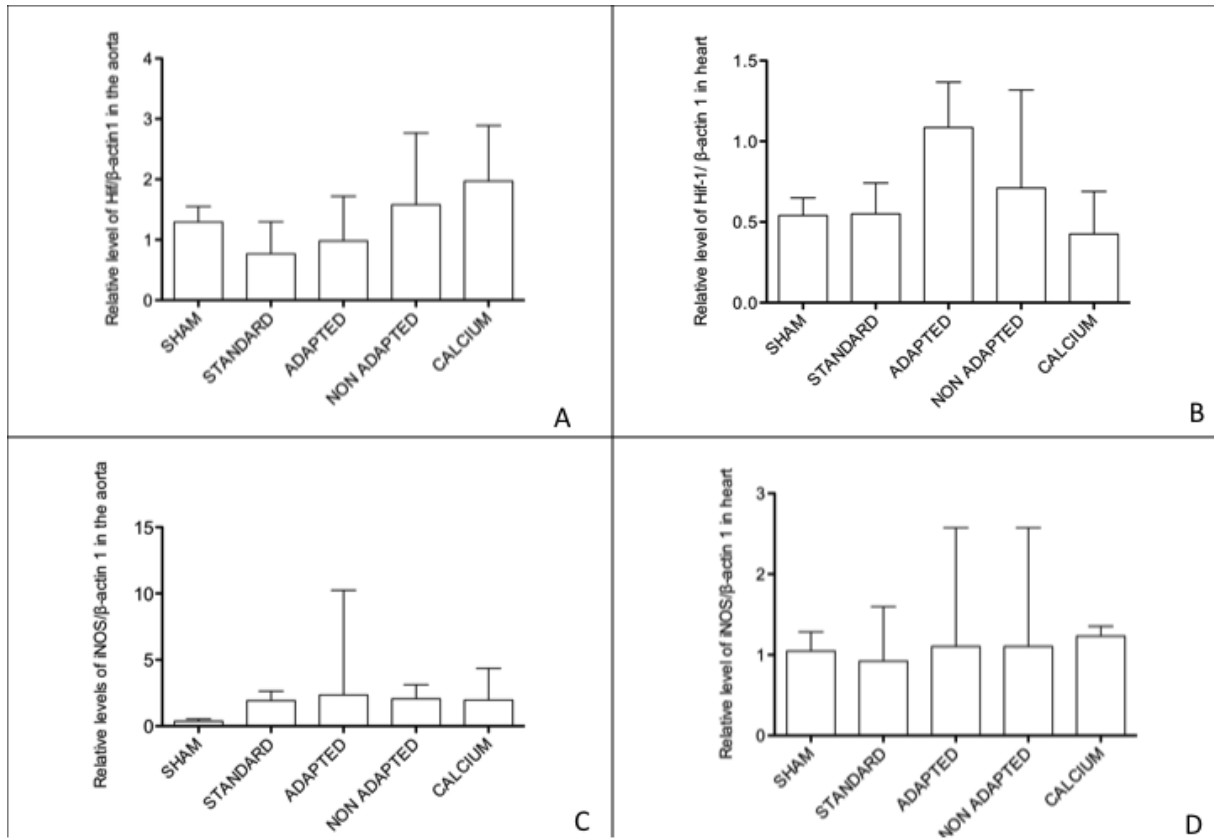 Relative level of Hif/β-actin1 in the aorta
4
3
2
1
0
SHAM
STANDARD
ADAPTED
NON ADAPTED
CALCIUM
A
Relative level of Hif-1/ β-actin 1 in heart
1.5
1.0
0.5
0.0
SHAM
STANDARD
ADAPTED
NON ADAPTED
CALCIUM
B
Relative levels of iNOS/β-actin 1 in the aorta
15
10
5
0
SHAM
STANDARD
ADAPTED
NON ADAPTED
CALCIUM
C
Relative level of iNOS/β-actin 1 in heart
3
2
1
0
SHAM
STANDARD
ADAPTED
NON ADAPTED
CALCIUM
D